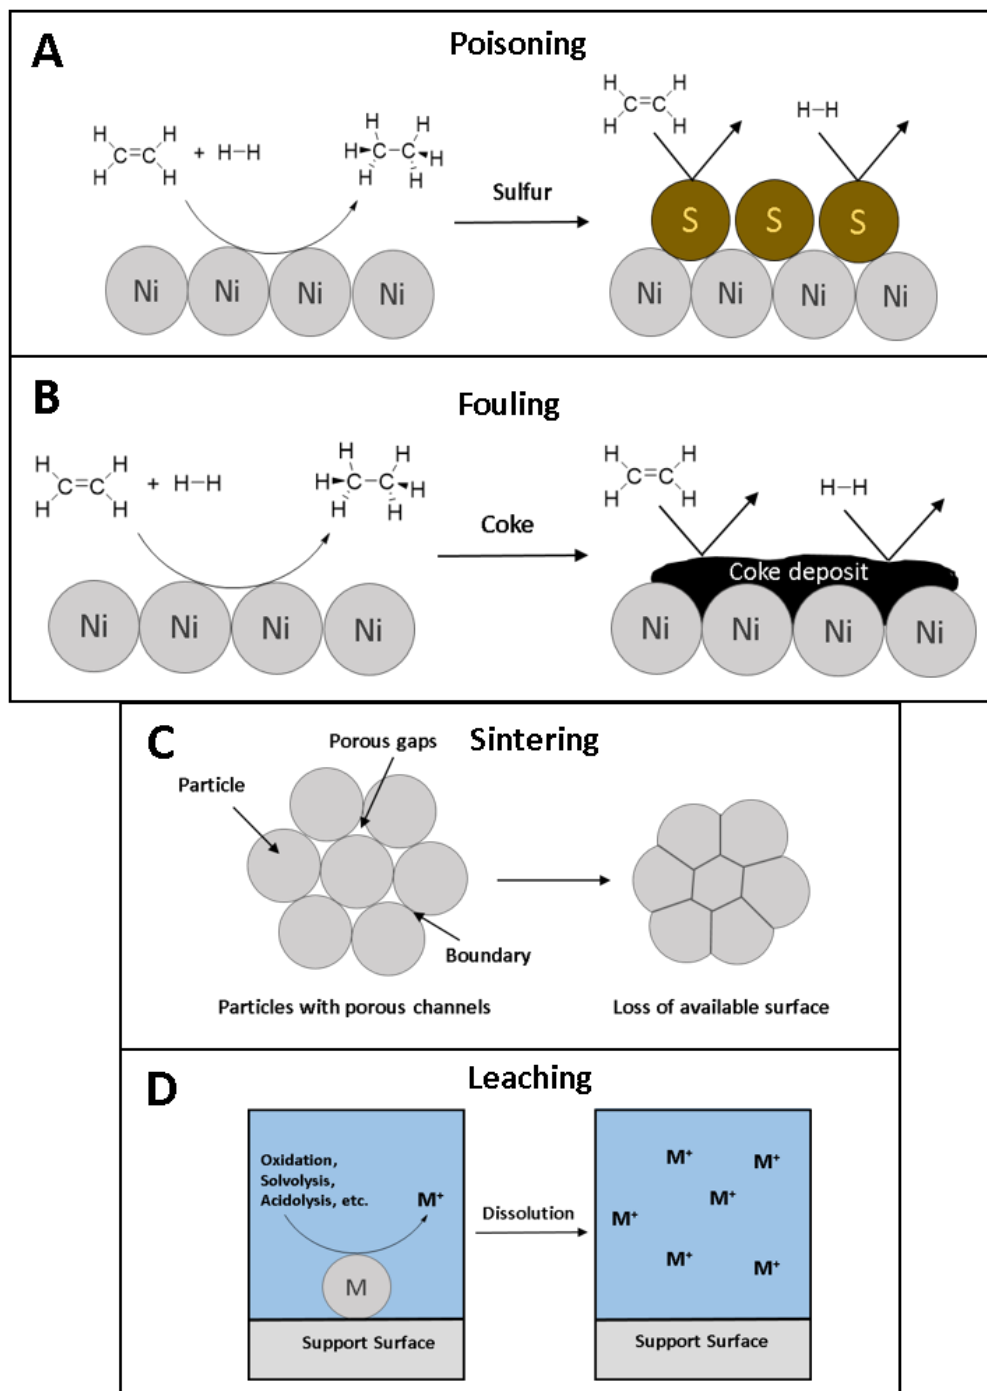 A
Poisoning
H H
C=C
H H
+ H–H
H H
H C–C H
H H
Sulfur
H H
C=C
H H
H–H
S S S
Ni Ni Ni Ni
Ni Ni Ni Ni
B
Fouling
H H
C=C
H H
+ H–H
H H
H C–C H
H H
Coke
H H
C=C
H H
H–H
Coke deposit
Ni Ni Ni Ni
Ni Ni Ni Ni
C
Sintering
Porous gaps
Particle
Boundary
Particles with porous channels
Loss of available surface
D
Leaching
Oxidation,
Solvolysis,
Acidolysis, etc.
M⁺
M
Support Surface
Dissolution
M⁺ M⁺
M⁺
M⁺
M⁺ M⁺
Support Surface